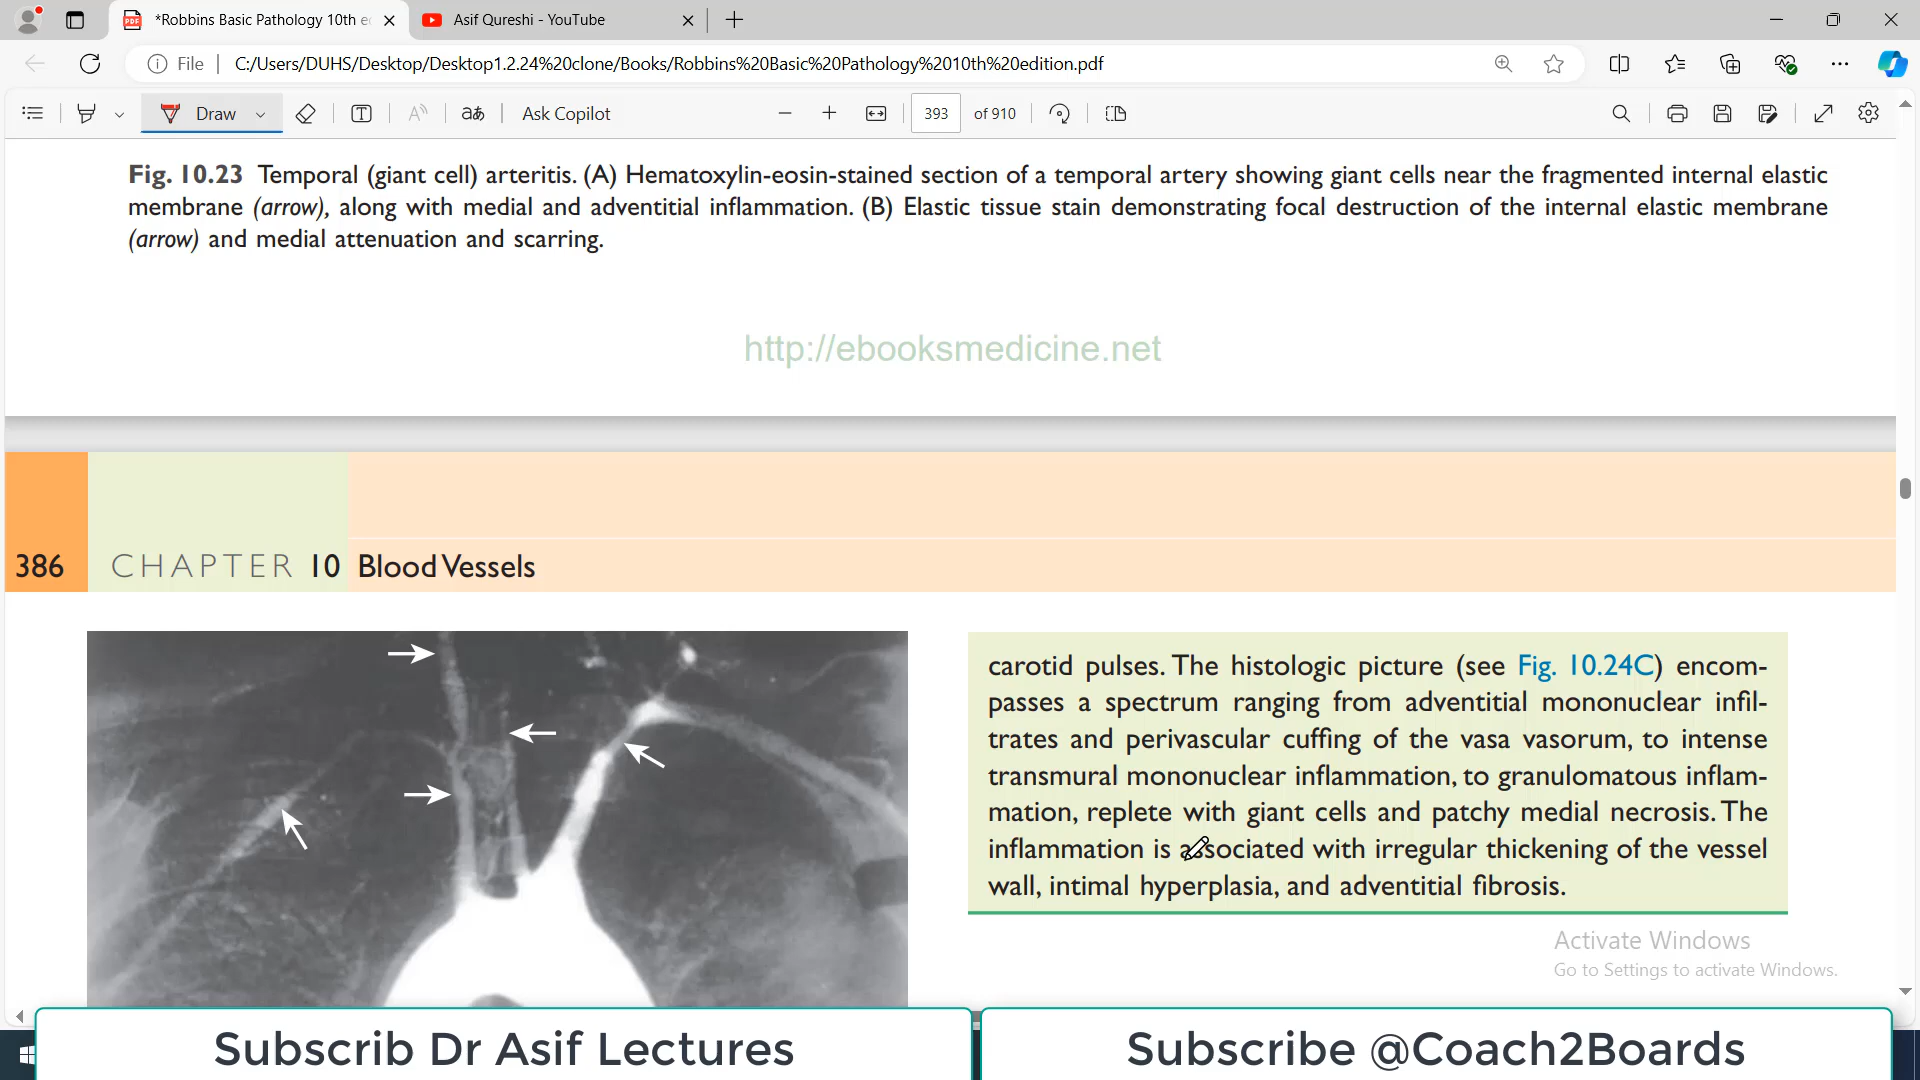 *Robbins Basic Pathology 10th e
Asif Qureshi - YouTube
File
C:/Users/DUHS/Desktop/Desktop1.2.24%20clone/Books/Robbins%20Basic%20Pathology%2010th%20edition.pdf
Draw
Ask Copilot
393
of 910
Fig. 10.23 Temporal (giant cell) arteritis. (A) Hematoxylin-eosin-stained section of a temporal artery showing giant cells near the fragmented internal elastic
membrane (arrow), along with medial and adventitial inflammation. (B) Elastic tissue stain demonstrating focal destruction of the internal elastic membrane
(arrow) and medial attenuation and scarring.
http://ebooksmedicine.net
386 CHAPTER 10 Blood Vessels
carotid pulses. The histologic picture (see Fig. 10.24C) encom-
passes a spectrum ranging from adventitial mononuclear infil-
trates and perivascular cuffing of the vasa vasorum, to intense
transmural mononuclear inflammation, to granulomatous inflam-
mation, replete with giant cells and patchy medial necrosis. The
inflammation is associated with irregular thickening of the vessel
wall, intimal hyperplasia, and adventitial fibrosis.
Activate Windows
Go to Settings to activate Windows.
Subscrib Dr Asif Lectures
Subscribe @Coach2Boards